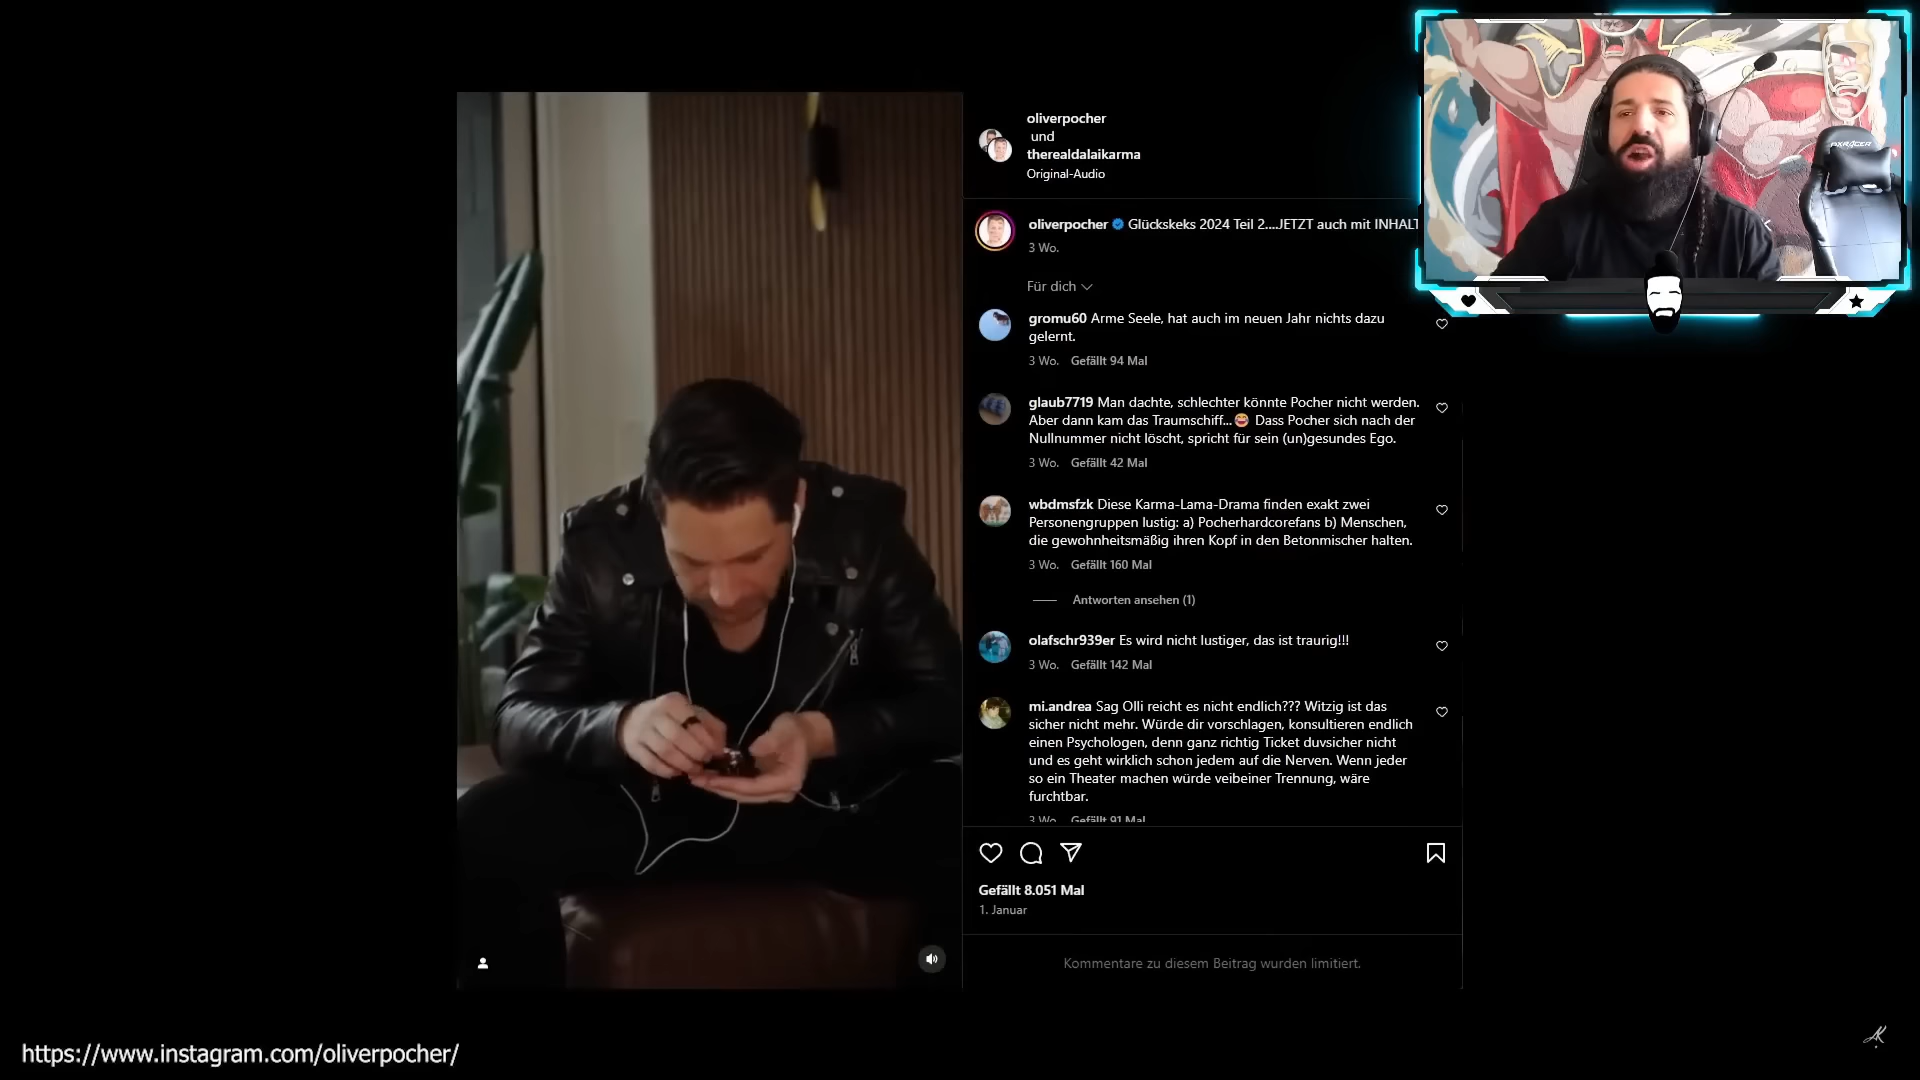 oliverpocher
und
therealdalaikarma
Original-Audio
oliverpocher Glückskeks 2024 Teil 2....JETZT auch mit INHALT
3 Wo.
Für dich
gromu60 Arme Seele, hat auch im neuen Jahr nichts dazu
gelernt.
3 Wo. Gefällt 94 Mal
glaub7719 Man dachte, schlechter könnte Pocher nicht werden.
Aber dann kam das Traumschiff...😂 Dass Pocher sich nach der
Nullnummer nicht löscht, spricht für sein (un)gesundes Ego.
3 Wo. Gefällt 42 Mal
wbdmsfzk Diese Karma-Lama-Drama finden exakt zwei
Personengruppen lustig: a) Pocherhardcorefans b) Menschen,
die gewohnheitsmäßig ihren Kopf in den Betonmischer halten.
3 Wo. Gefällt 160 Mal
Antworten ansehen (1)
olafschr939er Es wird nicht lustiger, das ist traurig!!!
3 Wo. Gefällt 142 Mal
mi.andrea Sag Olli reicht es nicht endlich??? Witzig ist das
sicher nicht mehr. Würde dir vorschlagen, konsultieren endlich
einen Psychologen, denn ganz richtig Ticket duvsicher nicht
und es geht wirklich schon jedem auf die Nerven. Wenn jeder
so ein Theater machen würde veibeiner Trennung, wäre
furchtbar.
3 Wo. Gefällt 91 Mal
Gefällt 8.051 Mal
1. Januar
Kommentare zu diesem Beitrag wurden limitiert.
https://www.instagram.com/oliverpocher/
AXRACER